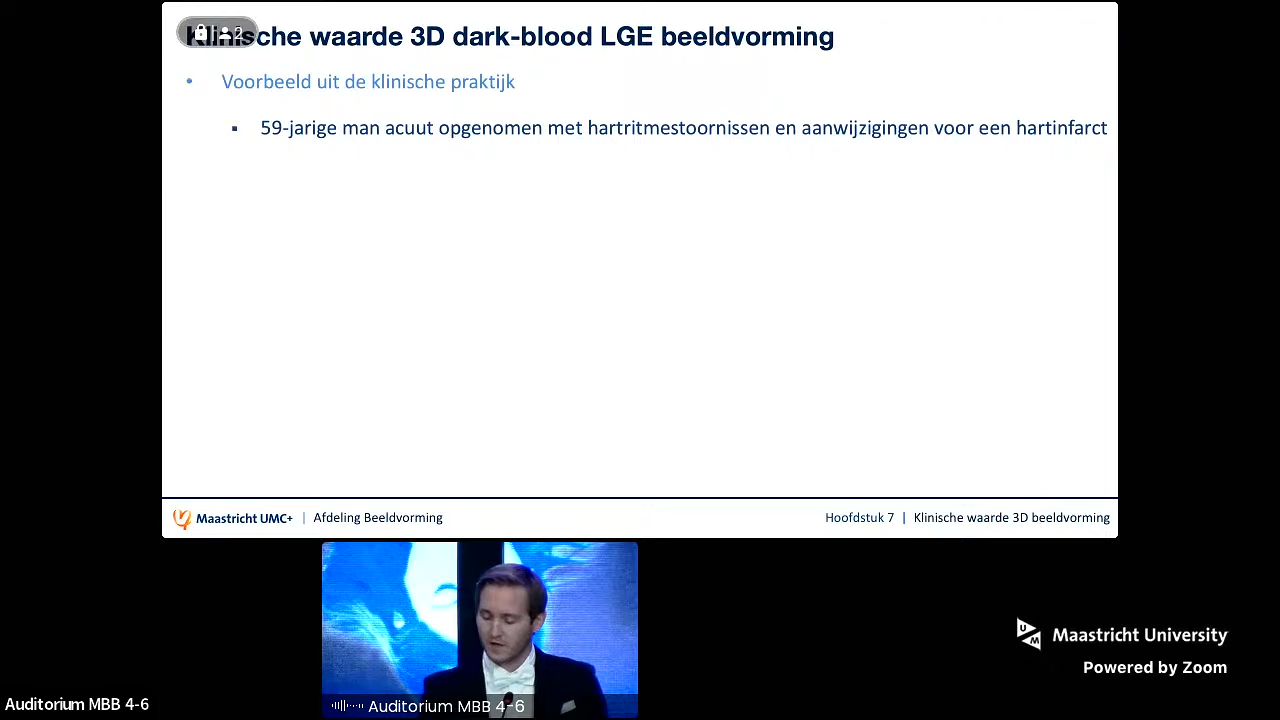 Klinische waarde 3D dark-blood LGE beeldvorming
2
• Voorbeeld uit de klinische praktijk
▪ 59-jarige man acuut opgenomen met hartritmestoornissen en aanwijzigingen voor een hartinfarct
Maastricht UMC+ | Afdeling Beeldvorming
Hoofdstuk 7 | Klinische waarde 3D beeldvorming
UM Maastricht University
Powered by Zoom
Auditorium MBB 4-6
Auditorium MBB 4-6